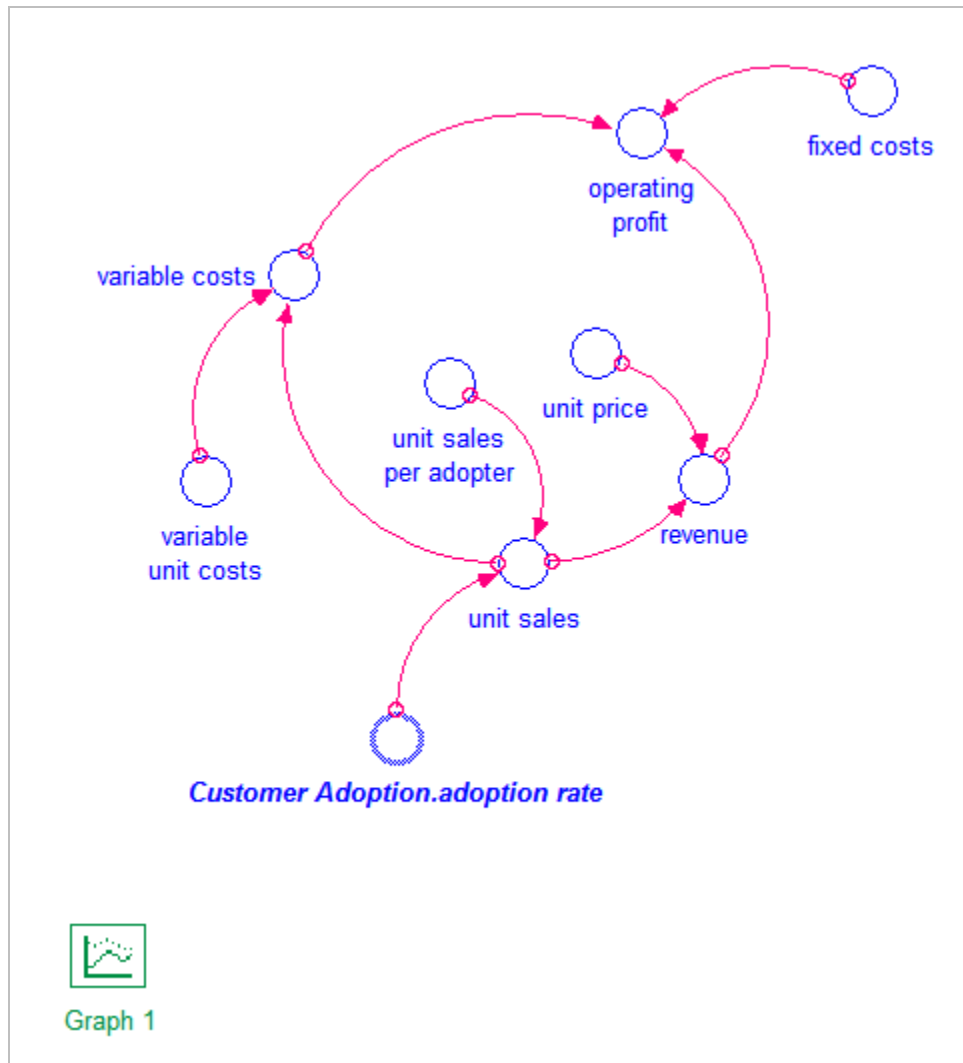 fixed costs
operating
profit
variable costs
unit price
unit sales
per adopter
variable
unit costs
revenue
unit sales
Customer Adoption.adoption rate
Graph 1